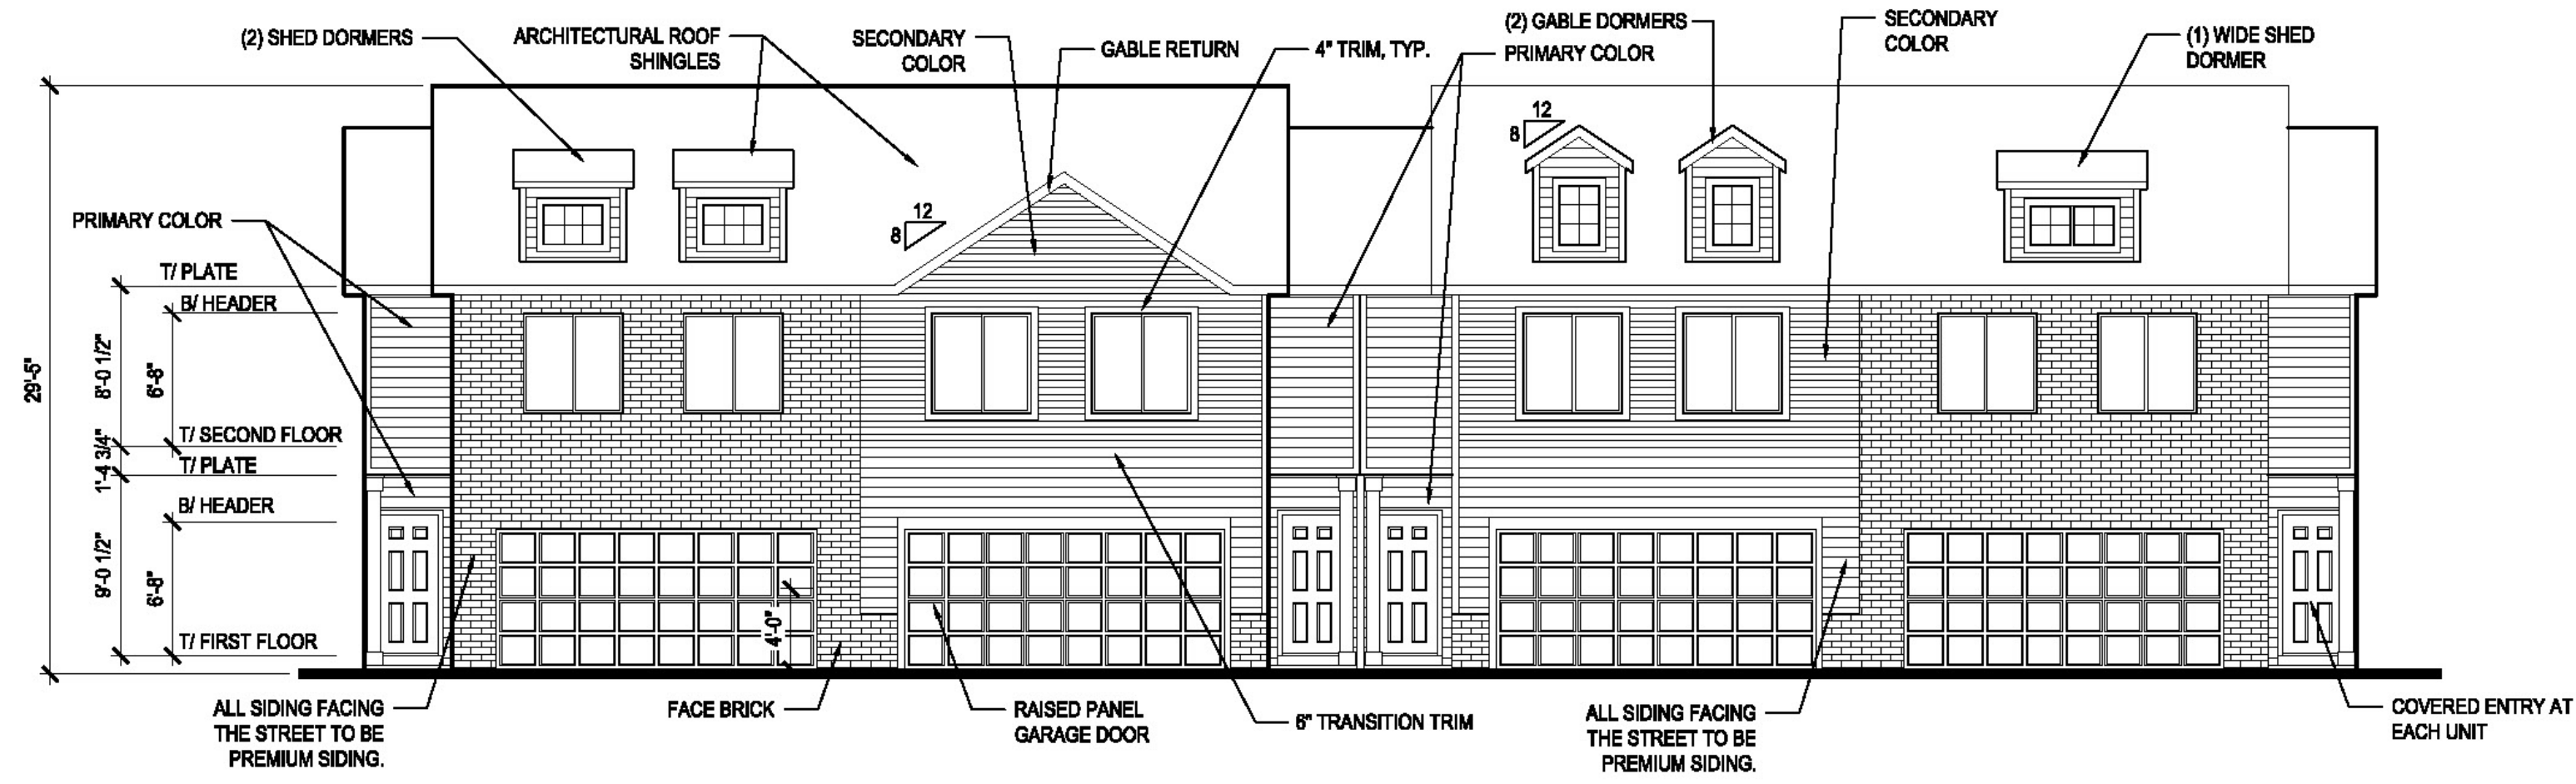 (2) SHED DORMERS
ARCHITECTURAL ROOF
SHINGLES
SECONDARY
COLOR
GABLE RETURN
4" TRIM, TYP.
(2) GABLE DORMERS
PRIMARY COLOR
SECONDARY
COLOR
(1) WIDE SHED
DORMER
12
8
12
8
PRIMARY COLOR
T/ PLATE
B/ HEADER
T/ SECOND FLOOR
T/ PLATE
B/ HEADER
T/ FIRST FLOOR
29'-5"
8'-0 1/2"
6'-8"
1'-4 3/4"
9'-0 1/2"
6'-8"
4'-0"
ALL SIDING FACING
THE STREET TO BE
PREMIUM SIDING.
FACE BRICK
RAISED PANEL
GARAGE DOOR
6" TRANSITION TRIM
ALL SIDING FACING
THE STREET TO BE
PREMIUM SIDING.
COVERED ENTRY AT
EACH UNIT